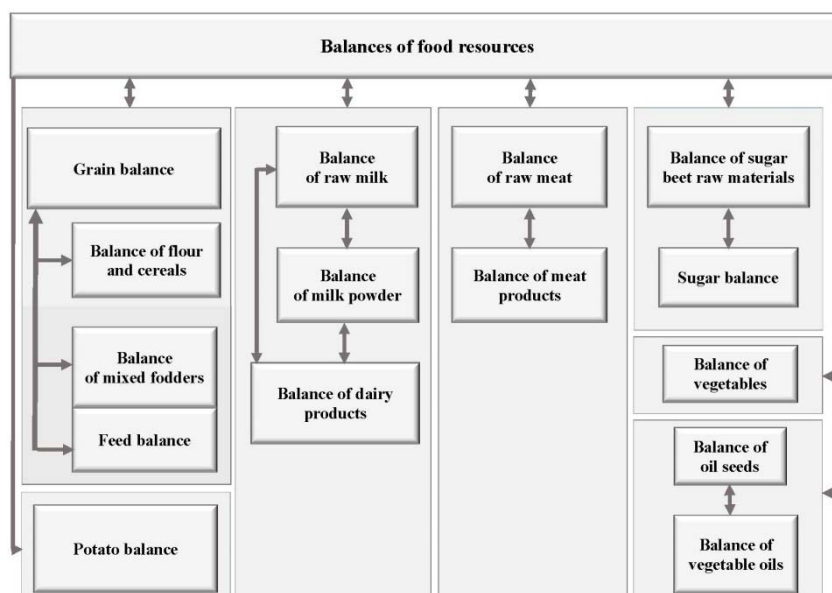 Balances of food resources
Grain balance
Balance of flour
and cereals
Balance
of mixed fodders
Feed balance
Potato balance
Balance
of raw milk
Balance
of milk powder
Balance of dairy
products
Balance
of raw meat
Balance of meat
products
Balance of sugar
beet raw materials
Sugar balance
Balance of
vegetables
Balance of
oil seeds
Balance of
vegetable oils